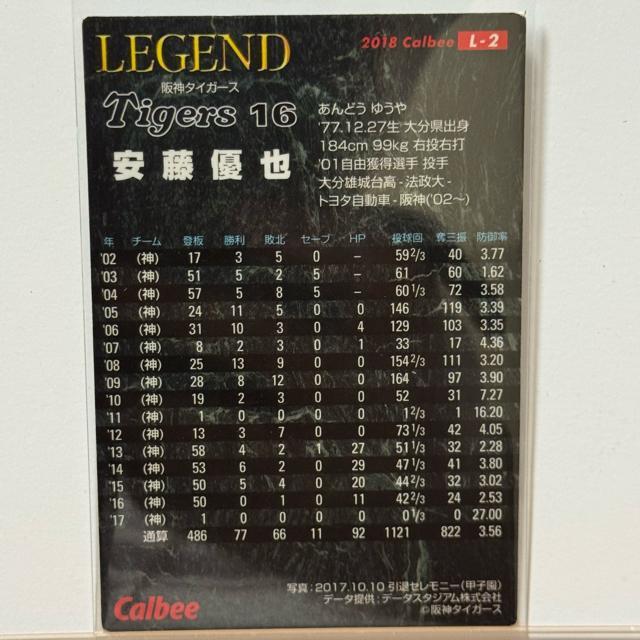 LEGEND
2018 Calbee L-2
阪神タイガース
Tigers 16
安藤優也
あんどう ゆうや
'77.12.27生 大分県出身
184cm 99kg 右投右打
'01自由獲得選手 投手
大分雄城台高-法政大-
トヨタ自動車-阪神('02~)
年 チーム 登板 勝利 敗北 セーブ HP 投球回 奪三振 防御率
'02 (神) 17 3 5 0 – 59 2/3 40 3.77
'03 (神) 51 5 2 5 – 61 60 1.62
'04 (神) 57 5 8 5 – 60 1/3 72 3.58
'05 (神) 24 11 5 0 0 146 119 3.39
'06 (神) 31 10 3 0 4 129 103 3.35
'07 (神) 8 2 3 0 1 33 17 4.36
'08 (神) 25 13 9 0 0 154 2/3 111 3.20
'09 (神) 28 8 12 0 0 164 97 3.90
'10 (神) 19 2 3 0 0 52 31 7.27
'11 (神) 1 0 0 0 0 1 2/3 1 16.20
'12 (神) 13 3 7 0 0 73 1/3 42 4.05
'13 (神) 58 4 2 1 27 51 1/3 32 2.28
'14 (神) 53 6 2 0 29 47 1/3 41 3.80
'15 (神) 50 5 4 0 20 44 2/3 32 3.02
'16 (神) 50 0 1 0 11 42 2/3 24 2.53
'17 (神) 1 0 0 0 0 0 1/3 0 27.00
通算 486 77 66 11 92 1121 822 3.56
写真:2017.10.10 引退セレモニー(甲子園)
データ提供:データスタジアム株式会社
©阪神タイガース
Calbee